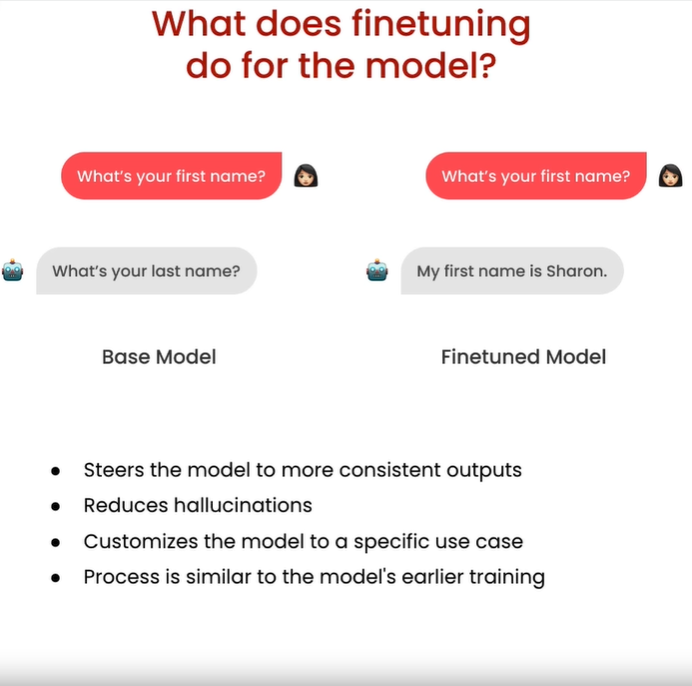 What does finetuning
do for the model?
What's your first name?
What's your first name?
What's your last name?
My first name is Sharon.
Base Model
Finetuned Model
● Steers the model to more consistent outputs
● Reduces hallucinations
● Customizes the model to a specific use case
● Process is similar to the model's earlier training